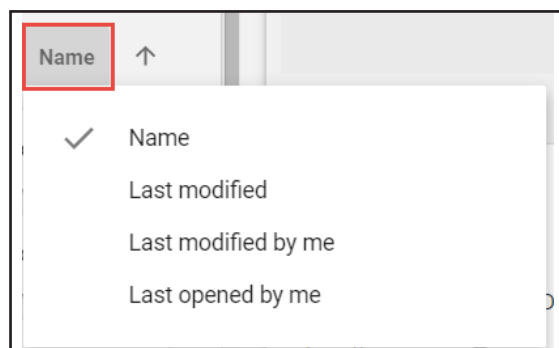 Name
Name
Last modified
Last modified by me
Last opened by me